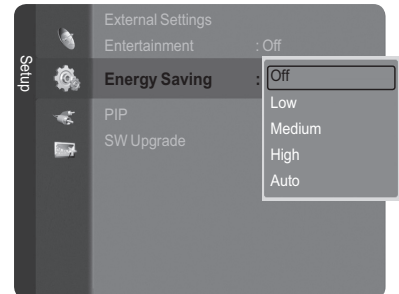 Setup
External Settings
Entertainment : Off
Energy Saving : Off
Low
Medium
PIP
High
SW Upgrade
Auto